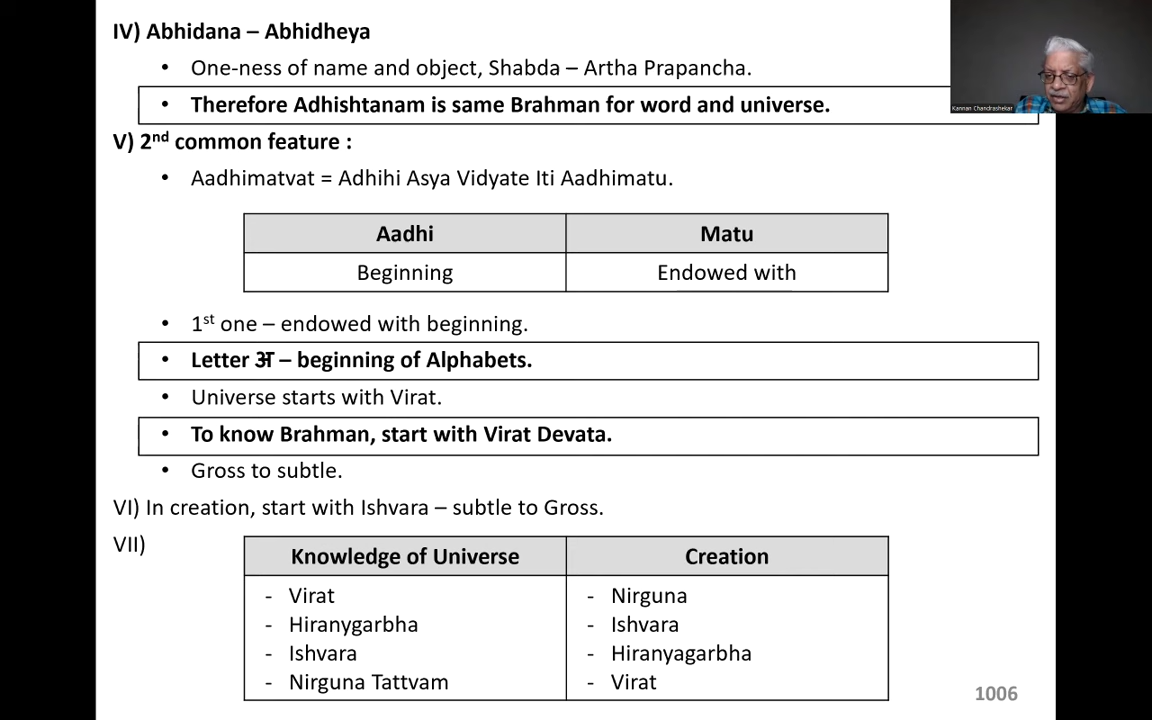 IV) Abhidana – Abhidheya
• One-ness of name and object, Shabda – Artha Prapancha.
• Therefore Adhishtanam is same Brahman for word and universe.
Kannan Chandrashekar
V) 2nd common feature :
• Aadhimatvat = Adhihi Asya Vidyate Iti Aadhimatu.
Aadhi Matu
Beginning Endowed with
• 1st one – endowed with beginning.
• Letter अ – beginning of Alphabets.
• Universe starts with Virat.
• To know Brahman, start with Virat Devata.
• Gross to subtle.
VI) In creation, start with Ishvara – subtle to Gross.
VII)
Knowledge of Universe Creation
- Virat - Nirguna
- Hiranygarbha - Ishvara
- Ishvara - Hiranyagarbha
- Nirguna Tattvam - Virat
1006